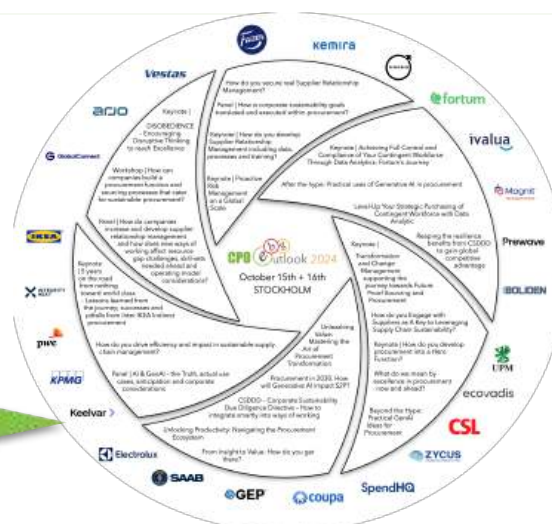 Fazer
Kemira
VOLVO
fortum
ivalua
Magnit
Prewave
BOLIDEN
UPM
ecovadis
CSL
ZYCUS
SpendHQ
coupa
GEP
SAAB
Electrolux
Keelvar
KPMG
pwc
INTEGRITY NEXT
IKEA
GlobalConnect
arjo
Vestas
How do you secure real Supplier Relationship
Management?
Panel | How are corporate sustainability goals
translated and executed within procurement?
Keynote | How do you develop
Supplier Relationship
Management including data,
processes and training?
Keynote | Proactive
Risk
Management
on a Global
Scale
Keynote | Achieving Full Control and
Compliance of Your Contingent Workforce
Through Data Analytics: Fortum's Journey
After the hype: Practical uses of Generative AI in procurement
Level-Up Your Strategic Purchasing of
Contingent Workforce with Data
Analytic
Reaping the resilience
benefits from CSDDD
to gain global
competitive
advantage
Keynote |
Transformation
and Change
Management
supporting the
journey towards Future
Proof Sourcing and
Procurement
How do you Engage with
Suppliers as A Key to Leveraging
Supply Chain Sustainability?
Keynote | How do you develop
procurement into a Hero
Function?
What do we mean by
excellence in procurement
- now and ahead?
Beyond the Hype:
Practical GenAI
Ideas for
Procurement
Unleashing
Value:
Mastering the
Art of
Procurement
Transformation
Procurement in 2030, How
will Generative AI impact S2P?
CSDDD - Corporate Sustainability
Due Diligence Directive - How to
integrate smartly into ways of working
Unlocking Productivity: Navigating the Procurement
Ecosystem
From Insight to Value: How do you get
there?
Panel | How do companies
increase and develop supplier
relationship management
and how does new ways of
working affect resource
gap challenges, skill-sets
needed ahead and
operating model
considerations?
Keynote:
15 years
on the road
from nothing
toward world class
- Lessons learned from
the journey, successes and
pitfalls from Inter IKEA Indirect
procurement
How do you drive efficiency and impact in sustainable supply
chain management?
Panel | AI & GenAI - the Truth, actual use
cases, anticipation and corporate
considerations
Keynote |
DISOBEDIENCE -
Encouraging
Disruptive Thinking
to reach Excellence
Workshop | How can
companies build a
procurement function and
sourcing processes that cater
for sustainable procurement?
CPO Outlook 2024
October 15th + 16th
STOCKHOLM